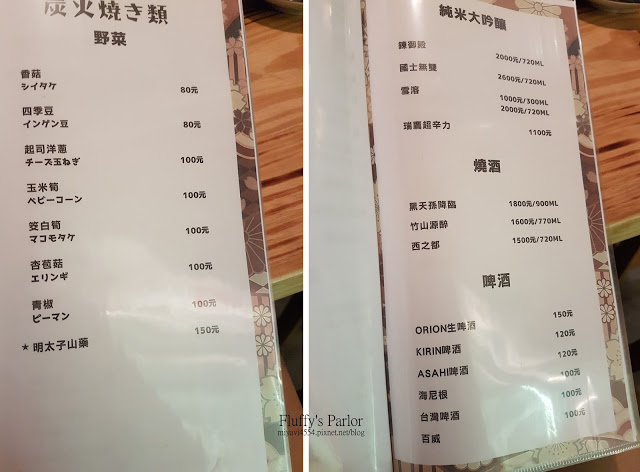 炭火燒き類
野菜
香菇
シイタケ 80元
四季豆
インゲン豆 80元
起司洋蔥
チーズ玉ねぎ 100元
玉米筍
ベビーコーン 100元
筊白筍
マコモタケ 100元
杏苞菇
エリンギ 100元
青椒 100元
ピーマン
150元
★明太子山藥
純米大吟釀
鍊御殿
2000元/720ML
國士無雙
2600元/720ML
雪溶
1000元/300ML
2000元/720ML
瑞鷹超辛力 1100元
燒酒
黑天孫降臨 1800元/900ML
竹山源醉 1600元/770ML
西之都 1500元/720ML
啤酒
150元
ORION生啤酒
120元
KIRIN啤酒
120元
ASAHI啤酒
100元
海尼根
100元
台灣啤酒
百威
Fluffy's Parlor
miyavi4554.pixnet.net/blog